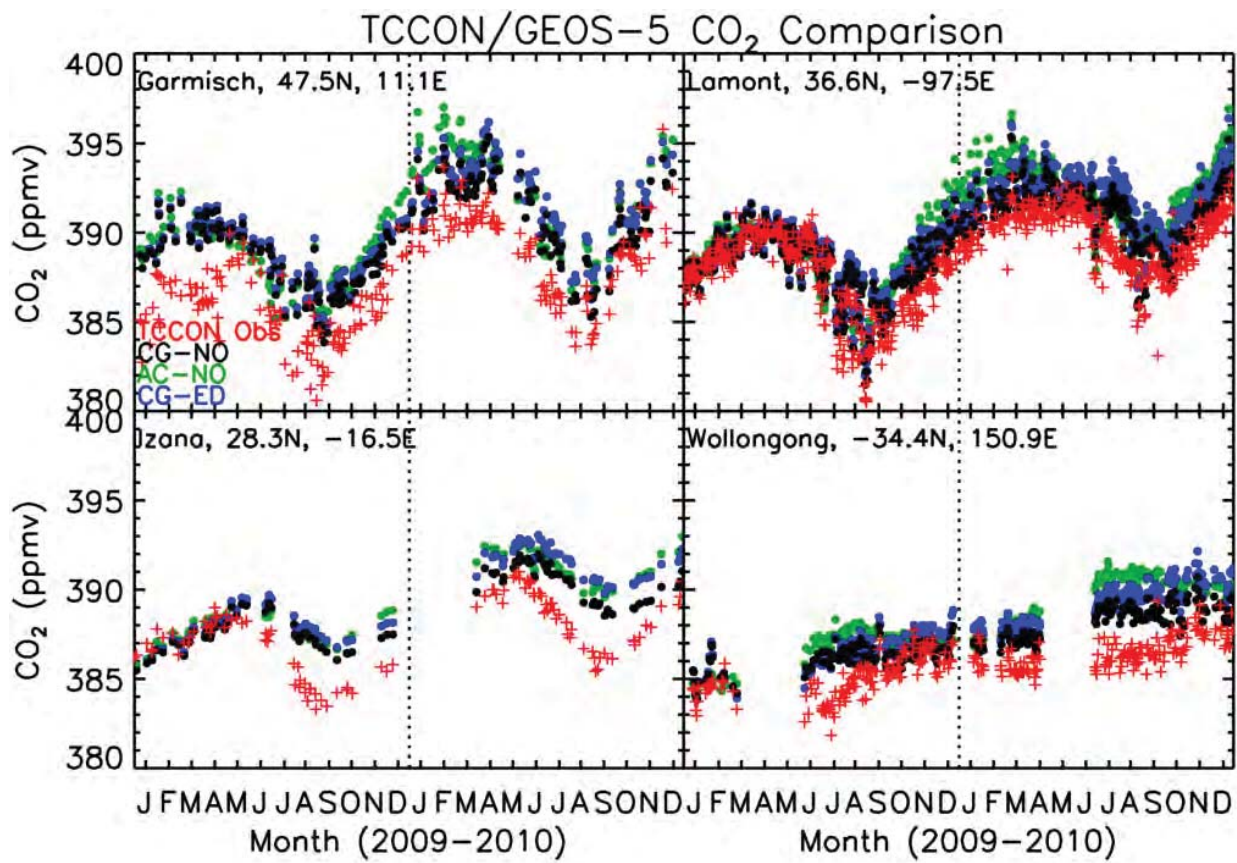 TCCON/GEOS-5 CO₂ Comparison
400
395
390
385
380
CO₂ (ppmv)
Garmisch, 47.5N, 11.1E
TCCON Obs
CG-NO
AC-NO
CG-ED
Lamont, 36.6N, -97.5E
400
395
390
385
380
CO₂ (ppmv)
Izana, 28.3N, -16.5E
Wollongong, -34.4N, 150.9E
J F M A M J J A S O N D J F M A M J J A S O N D
Month (2009-2010)
J F M A M J J A S O N D J F M A M J J A S O N D
Month (2009-2010)